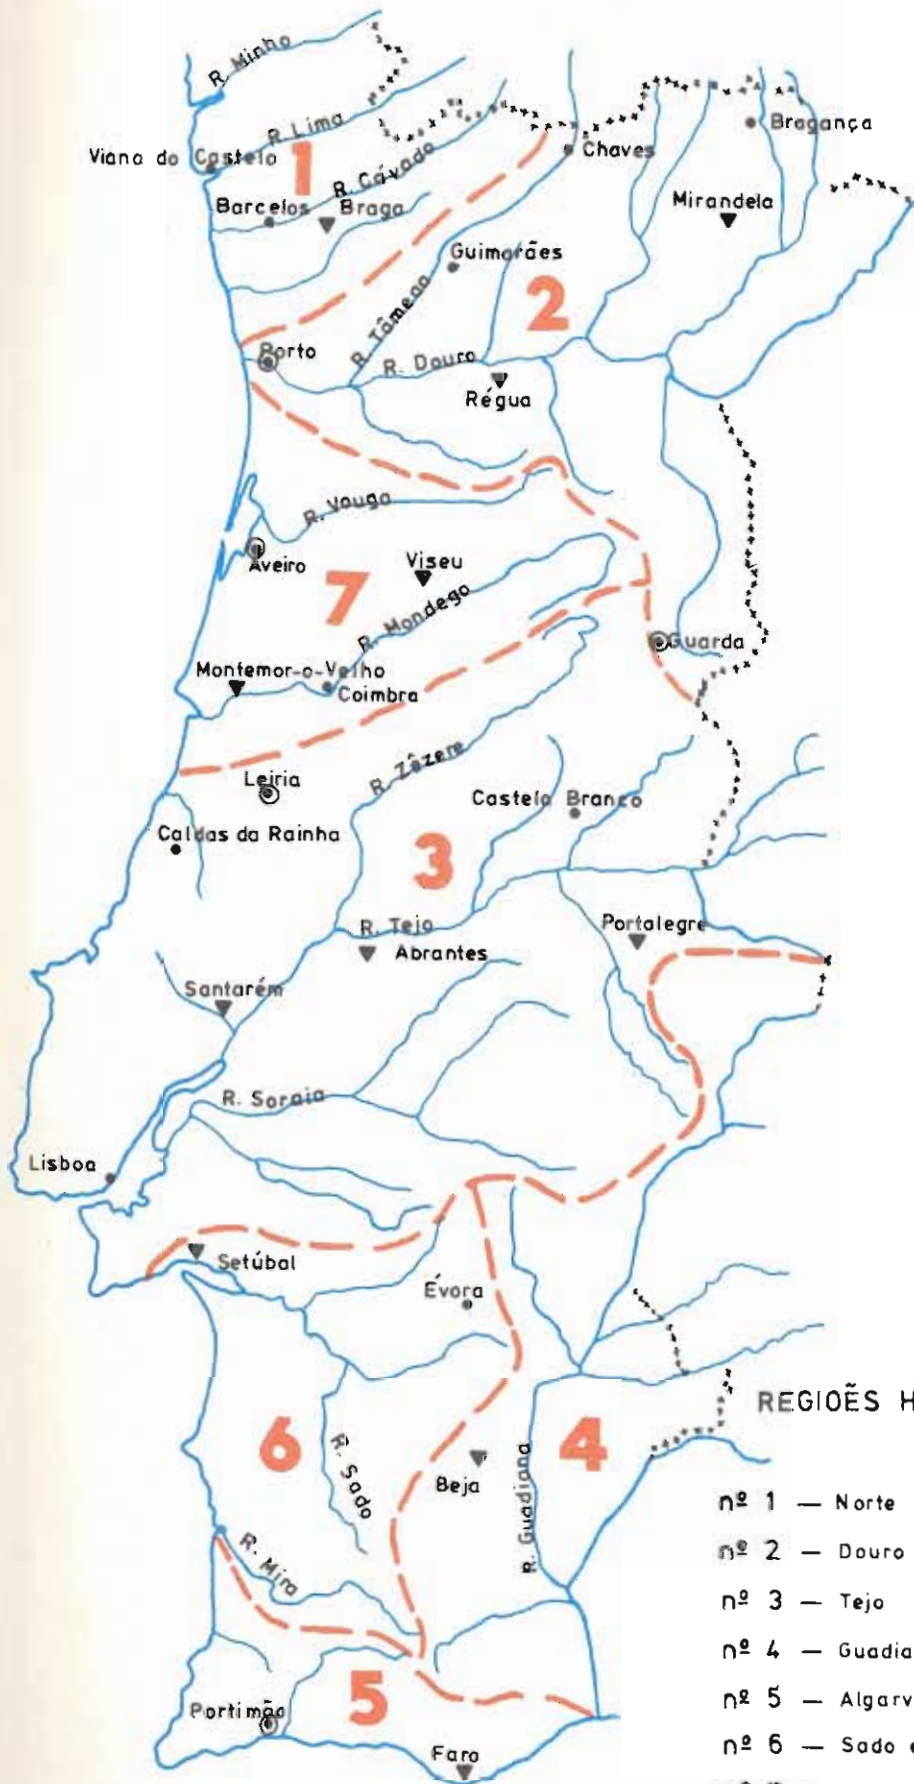 R. Minho
R. Lima
Viana do Castelo
1
R. Cávado
Barcelos
Braga
Chaves
Bragança
Mirandela
Guimarães
2
R. Tâmega
Porto
R. Douro
Régua
R. Vouga
Aveiro
Viseu
7
R. Mondego
Guarda
Montemor-o-Velho
Coimbra
Leiria
R. Zêzere
Castelo Branco
Caldas da Rainha
3
R. Tejo
Abrantes
Portalegre
Santarém
R. Soraia
Lisboa
Setúbal
Évora
REGIOẼS H
6
R. Sado
Beja
R. Guadiana
4
nº 1 — Norte
nº 2 — Douro
nº 3 — Tejo
nº 4 — Guadia
nº 5 — Algarv
nº 6 — Sado e
R. Mira
5
Portimão
Faro